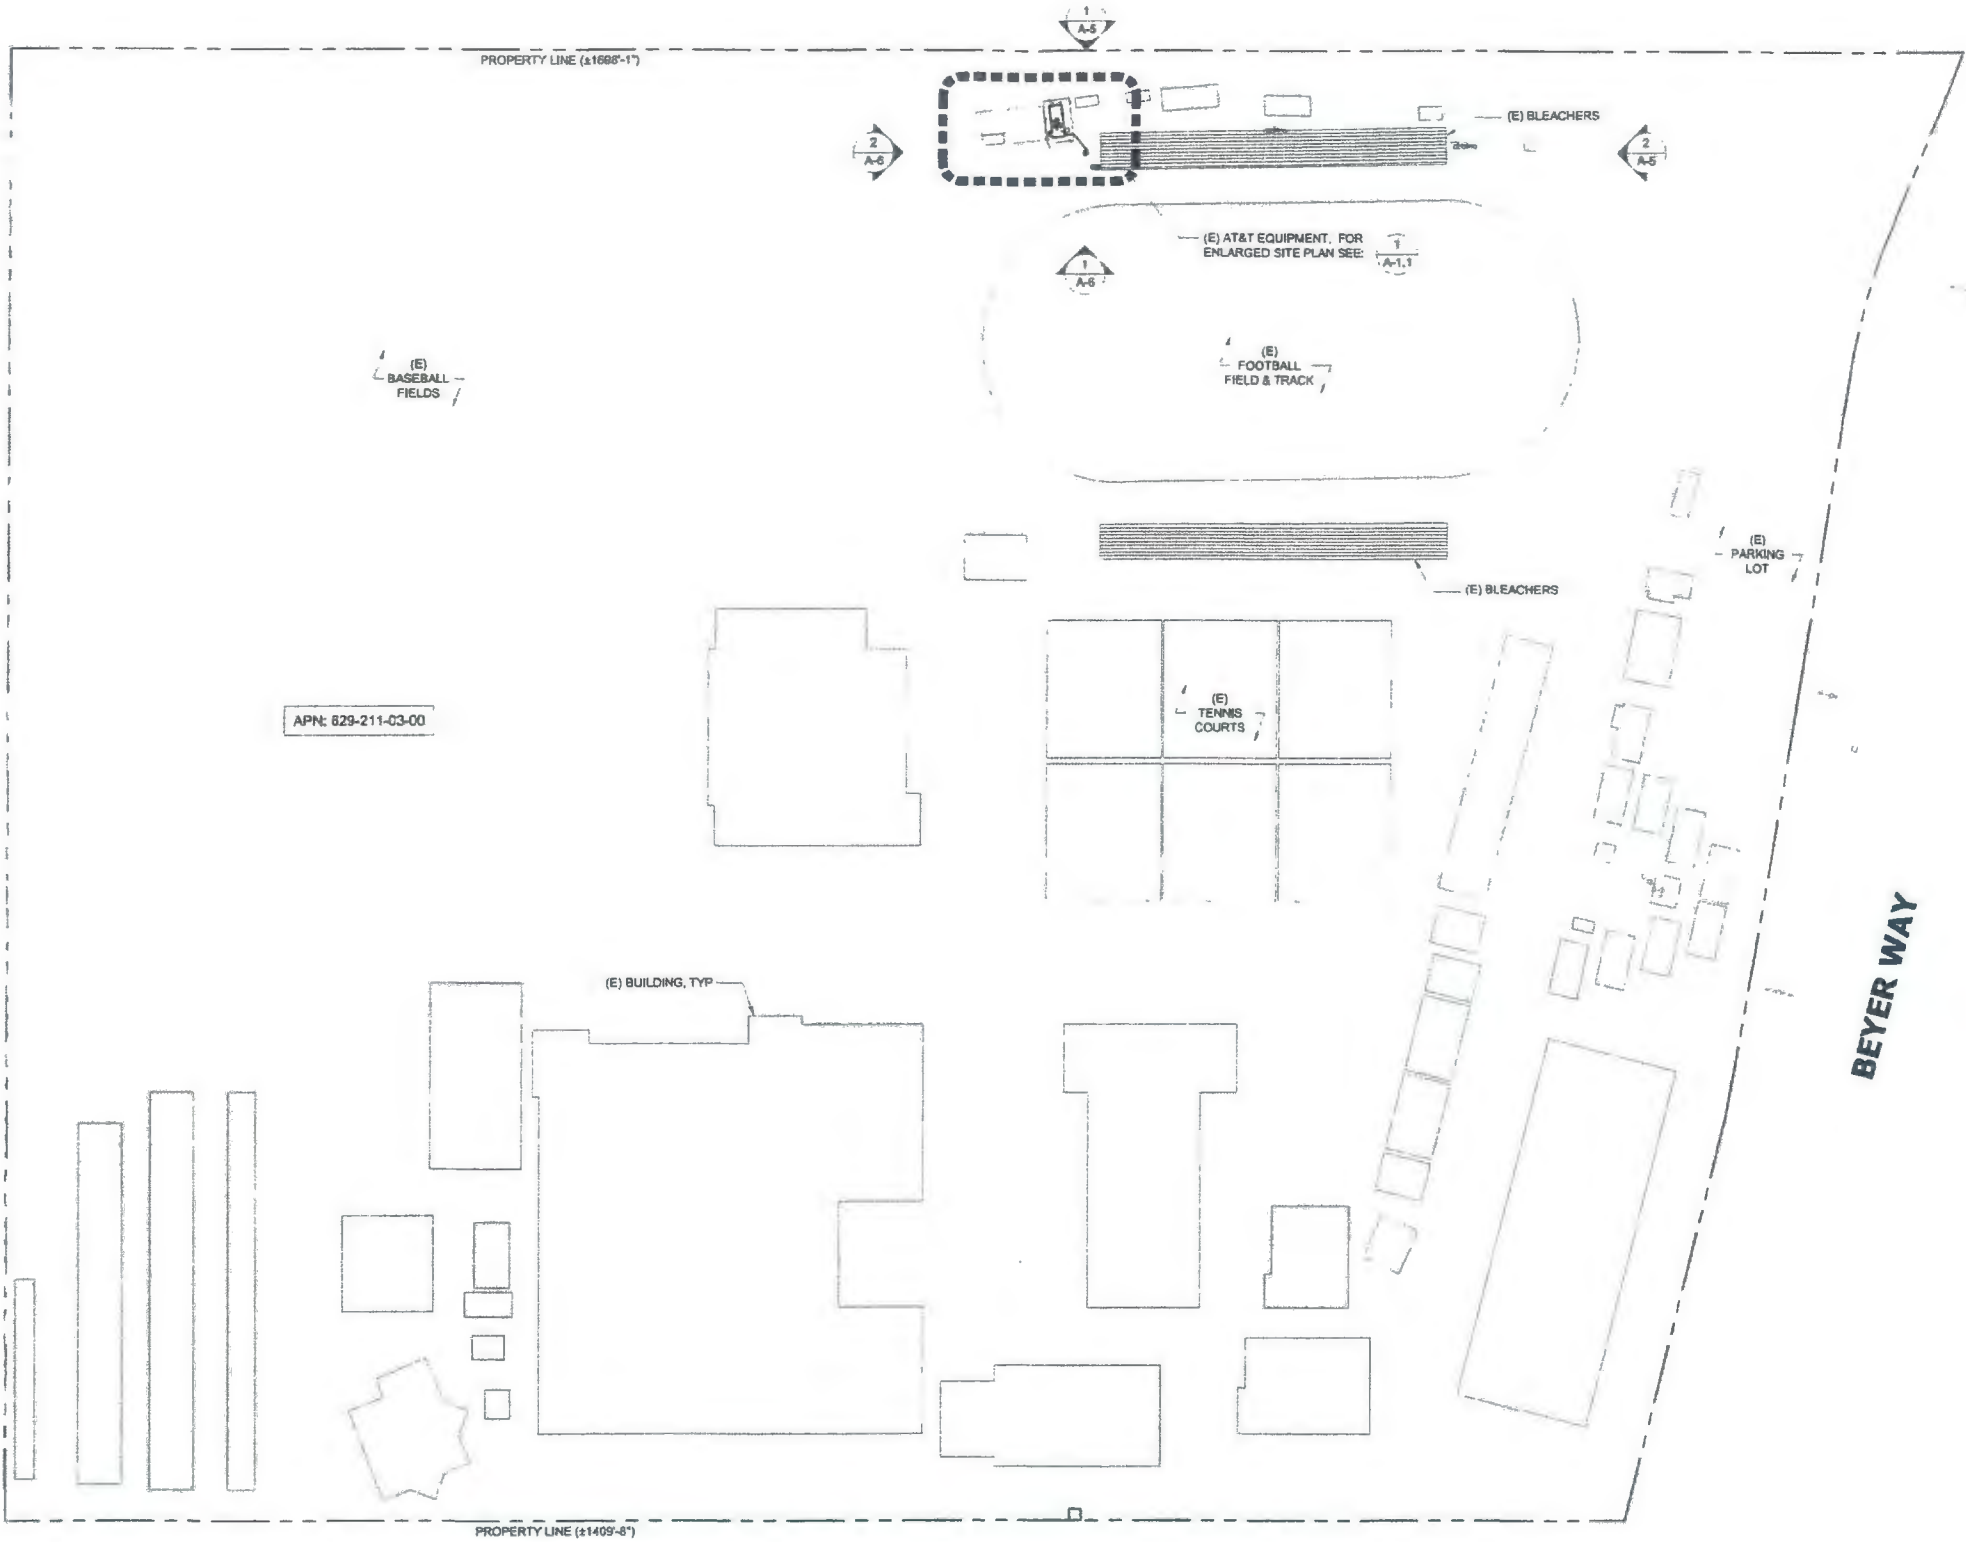 1
A-5
PROPERTY LINE (±1698'-1")
(E) BLEACHERS
2
A-6
2
A-5
(E) AT&T EQUIPMENT, FOR
ENLARGED SITE PLAN SEE:
1
A-1.1
1
A-6
(E)
BASEBALL
FIELDS
(E)
FOOTBALL
FIELD & TRACK
(E)
PARKING
LOT
(E) BLEACHERS
APN: 629-211-03-00
(E)
TENNIS
COURTS
BEYER WAY
(E) BUILDING, TYP
PROPERTY LINE (±1409'-8")